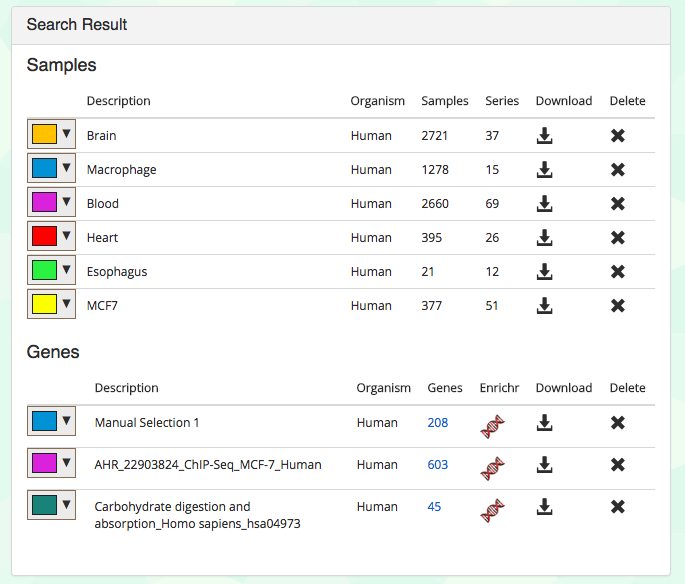 Search Result
Samples
Description Organism Samples Series Download Delete
Brain Human 2721 37
Macrophage Human 1278 15
Blood Human 2660 69
Heart Human 395 26
Esophagus Human 21 12
MCF7 Human 377 51
Genes
Description Organism Genes Enrichr Download Delete
Manual Selection 1 Human 208
AHR_22903824_ChIP-Seq_MCF-7_Human Human 603
Carbohydrate digestion and Human 45
absorption_Homo sapiens_hsa04973